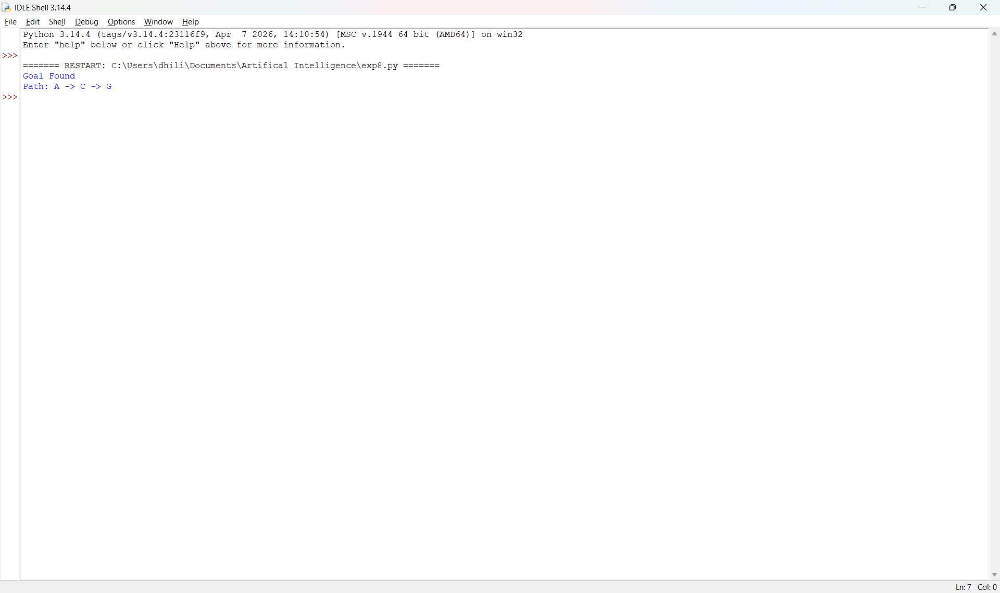 IDLE Shell 3.14.4
File Edit Shell Debug Options Window Help
Python 3.14.4 (tags/v3.14.4:23116f9, Apr  7 2026, 14:10:54) [MSC v.1944 64 bit (AMD64)] on win32
Enter "help" below or click "Help" above for more information.
>>>
======= RESTART: C:\Users\dhili\Documents\Artifical Intelligence\exp8.py =======
Goal Found
Path: A -> C -> G
>>>
Ln: 7 Col: 0